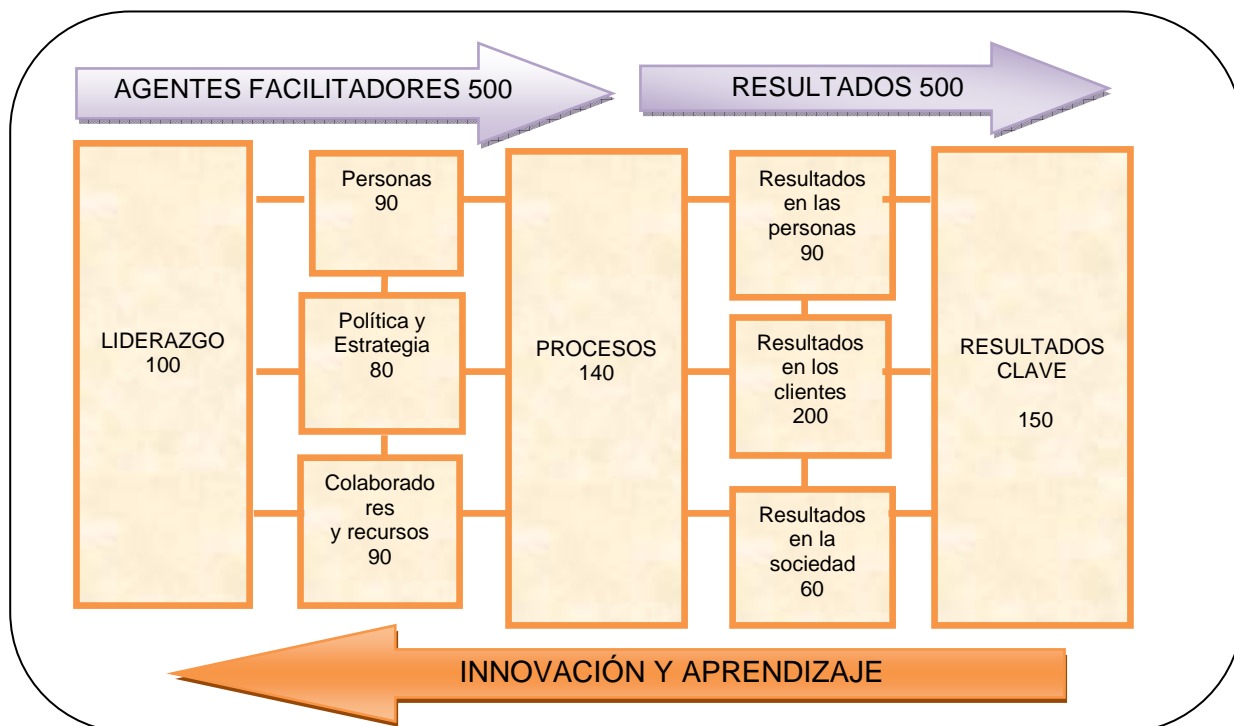 AGENTES FACILITADORES 500
RESULTADOS 500
LIDERAZGO
100
Personas
90
Política y
Estrategia
80
Colaborado
res
y recursos
90
PROCESOS
140
Resultados
en las
personas
90
Resultados
en los
clientes
200
Resultados
en la
sociedad
60
RESULTADOS
CLAVE
150
INNOVACIÓN Y APRENDIZAJE